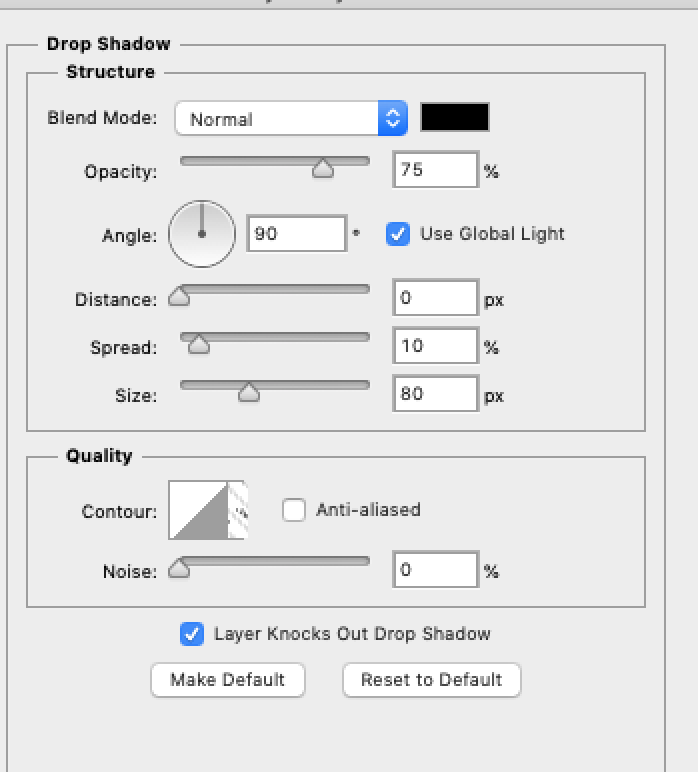 Drop Shadow
Structure
Blend Mode: Normal
Opacity: 75 %
Angle: 90 ° Use Global Light
Distance: 0 px
Spread: 10 %
Size: 80 px
Quality
Contour: Anti-aliased
Noise: 0 %
Layer Knocks Out Drop Shadow
Make Default Reset to Default